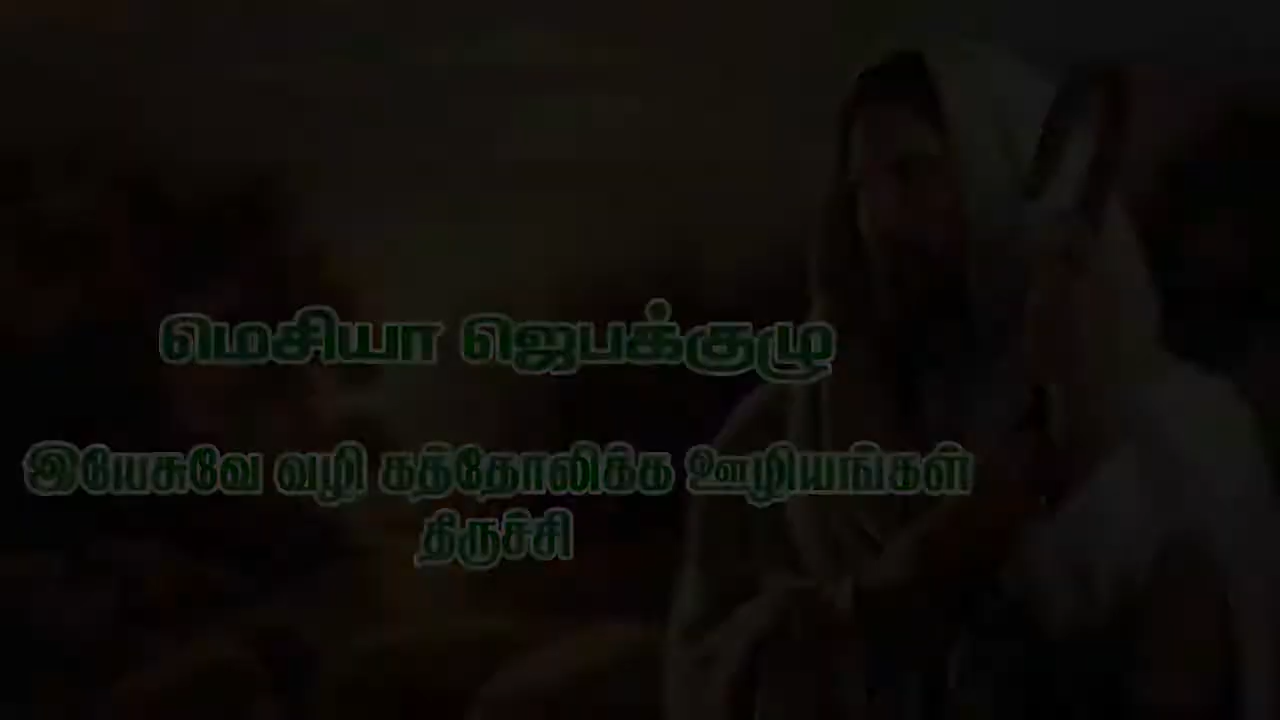 மெசியா ஜெபக்குழு
இயேசுவே வழி கத்தோலிக்க ஊழியங்கள்
திருச்சி